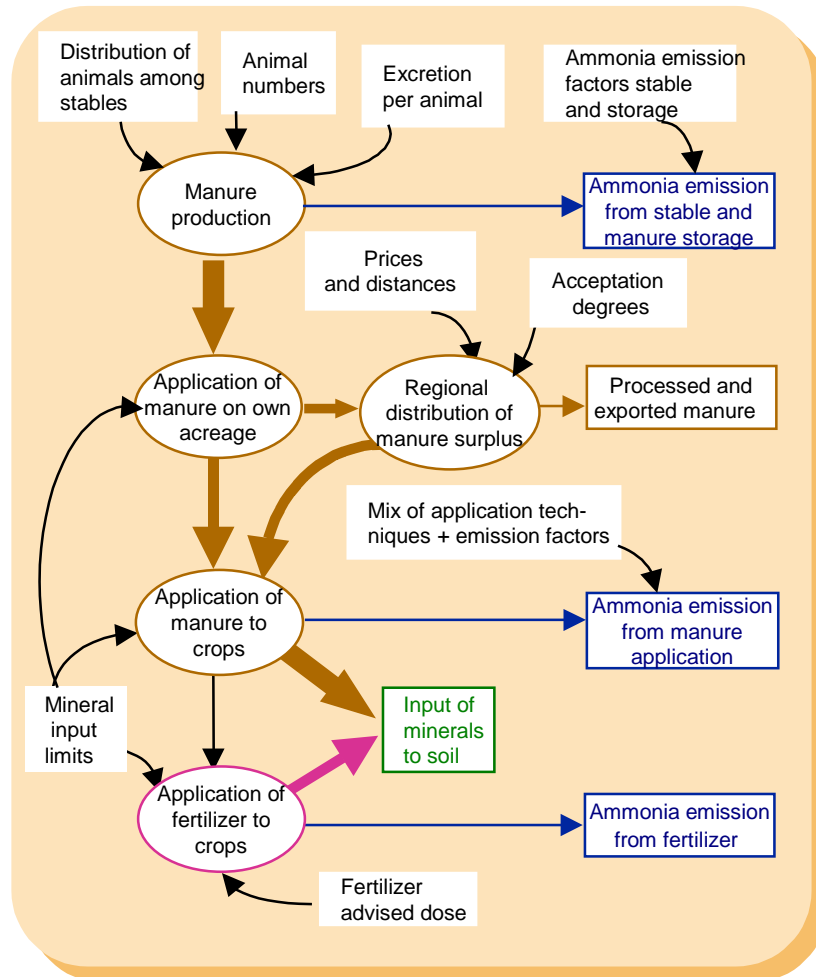 Distribution of
animals among
stables
Animal
numbers
Excretion
per animal
Ammonia emission
factors stable
and storage
Manure
production
Ammonia emission
from stable and
manure storage
Prices
and distances
Acceptation
degrees
Application of
manure on own
acreage
Regional
distribution of
manure surplus
Processed and
exported manure
Mix of application tech-
niques + emission factors
Application of
manure to
crops
Ammonia emission
from manure
application
Mineral
input
limits
Input of
minerals
to soil
Application of
fertilizer to
crops
Ammonia emission
from fertilizer
Fertilizer
advised dose